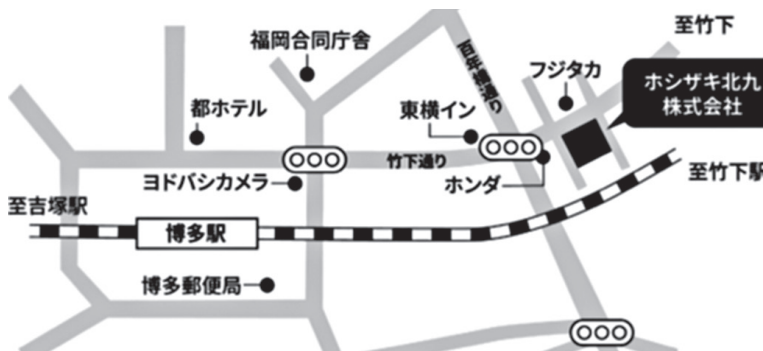 至竹下
福岡合同庁舎
百年橋通り
フジタカ
ホシザキ北九
株式会社
都ホテル
東横イン
竹下通り
ヨドバシカメラ
ホンダ
至竹下駅
至吉塚駅
博多駅
博多郵便局